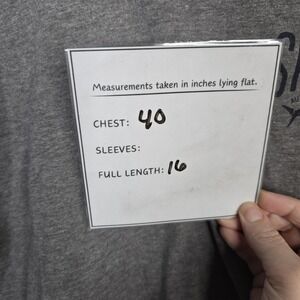 Measurements taken in inches lying flat.
CHEST: 40
SLEEVES:
FULL LENGTH: 16